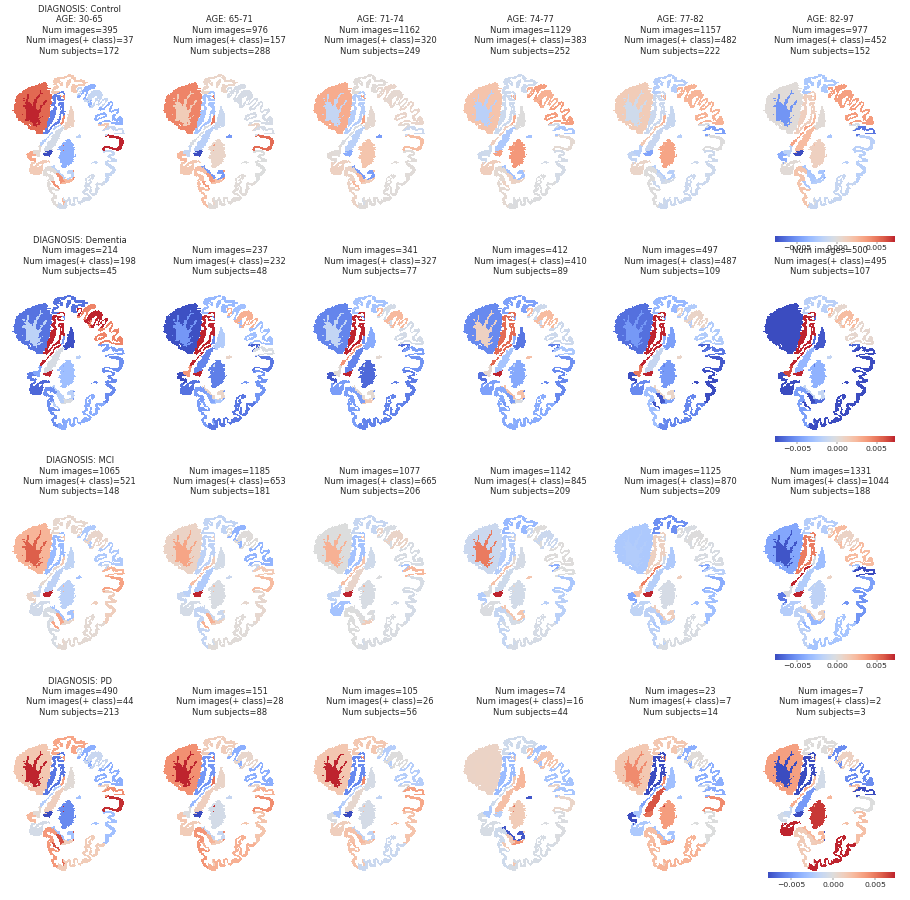 DIAGNOSIS: Control
AGE: 30-65
Num images=395
Num images(+ class)=37
Num subjects=172
AGE: 65-71
Num images=976
Num images(+ class)=157
Num subjects=288
AGE: 71-74
Num images=1162
Num images(+ class)=320
Num subjects=249
AGE: 74-77
Num images=1129
Num images(+ class)=383
Num subjects=252
AGE: 77-82
Num images=1157
Num images(+ class)=482
Num subjects=222
AGE: 82-97
Num images=977
Num images(+ class)=452
Num subjects=152
−0.005 0.000 0.005
DIAGNOSIS: Dementia
Num images=214
Num images(+ class)=198
Num subjects=45
Num images=237
Num images(+ class)=232
Num subjects=48
Num images=341
Num images(+ class)=327
Num subjects=77
Num images=412
Num images(+ class)=410
Num subjects=89
Num images=497
Num images(+ class)=487
Num subjects=109
Num images=500
Num images(+ class)=495
Num subjects=107
−0.005 0.000 0.005
DIAGNOSIS: MCI
Num images=1065
Num images(+ class)=521
Num subjects=148
Num images=1185
Num images(+ class)=653
Num subjects=181
Num images=1077
Num images(+ class)=665
Num subjects=206
Num images=1142
Num images(+ class)=845
Num subjects=209
Num images=1125
Num images(+ class)=870
Num subjects=209
Num images=1331
Num images(+ class)=1044
Num subjects=188
−0.005 0.000 0.005
DIAGNOSIS: PD
Num images=490
Num images(+ class)=44
Num subjects=213
Num images=151
Num images(+ class)=28
Num subjects=88
Num images=105
Num images(+ class)=26
Num subjects=56
Num images=74
Num images(+ class)=16
Num subjects=44
Num images=23
Num images(+ class)=7
Num subjects=14
Num images=7
Num images(+ class)=2
Num subjects=3
−0.005 0.000 0.005